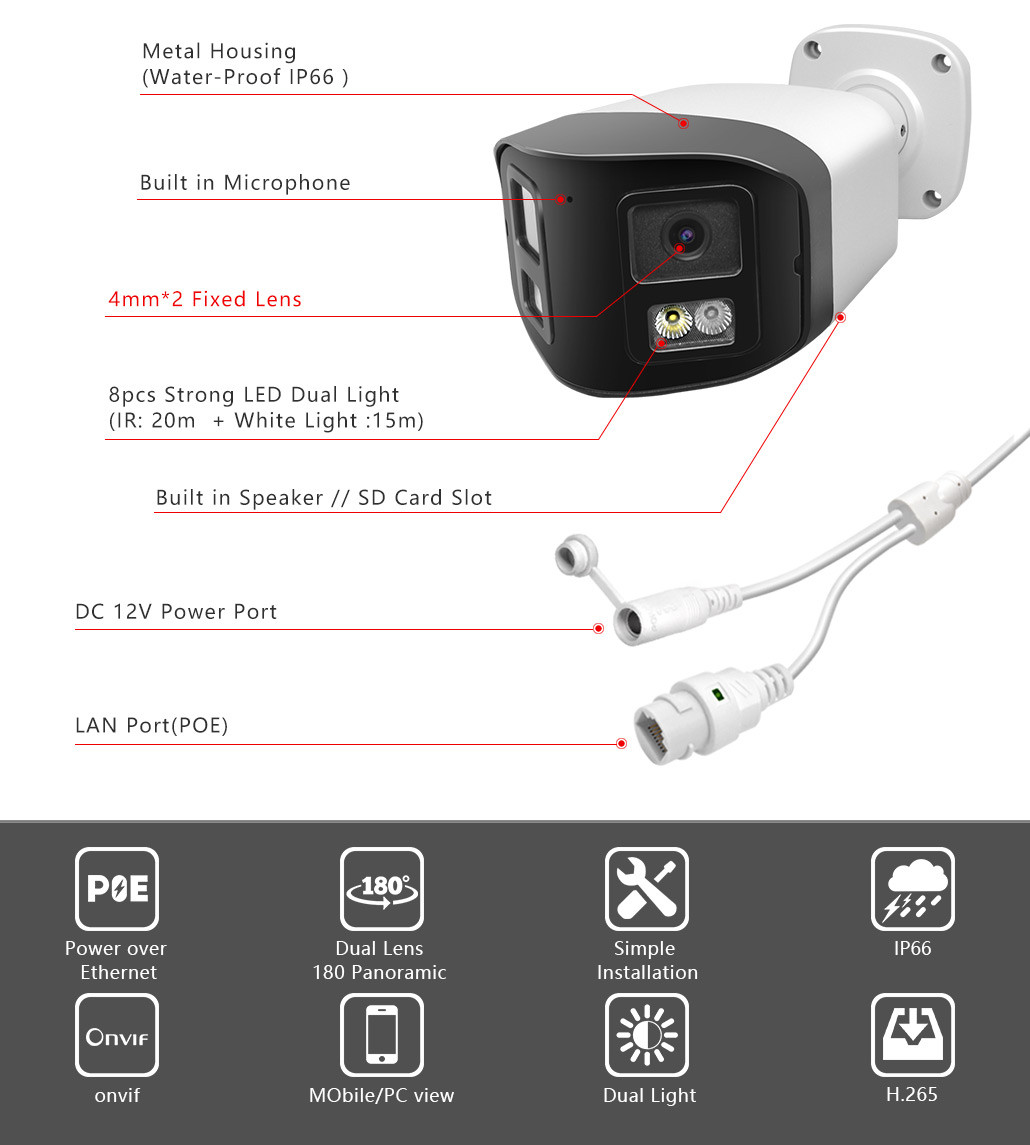 Metal Housing
(Water-Proof IP66 )
Built in Microphone
4mm*2 Fixed Lens
8pcs Strong LED Dual Light
(IR: 20m + White Light :15m)
Built in Speaker // SD Card Slot
DC 12V Power Port
LAN Port(POE)
POE
180°
Power over
Ethernet
Dual Lens
180 Panoramic
Simple
Installation
IP66
ONVIF
onvif
MObile/PC view
Dual Light
H.265